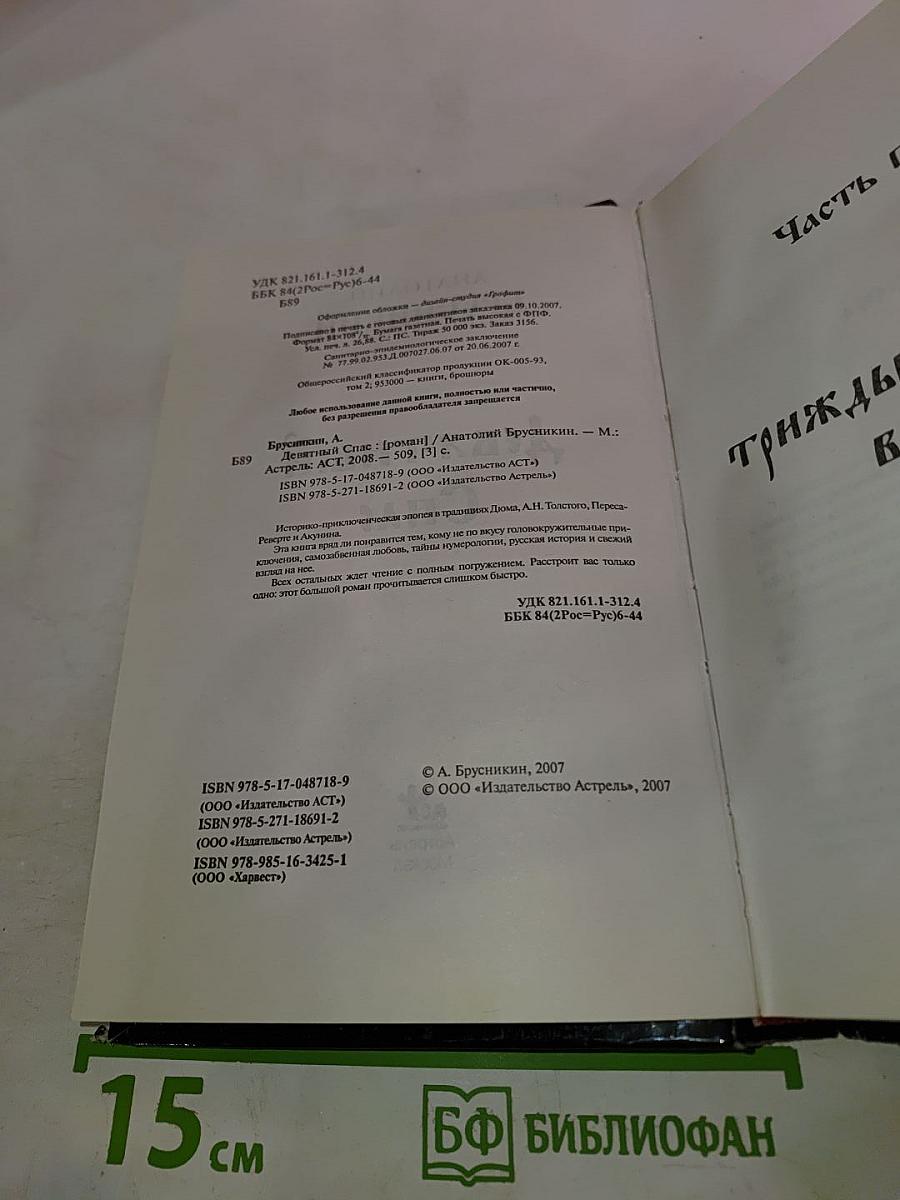 УДК 821.161.1-312.4
ББК 84(2Рос=Рус)6-44
Б89
Оформление обложки — дизайн-студия «Графит»
Подписано в печать с готовых диапозитивов заказчика 09.10.2007.
Формат 84×108¹/₃₂. Бумага газетная. Печать высокая с ФПФ.
Усл. печ. л. 26,88. С.: ПС. Тираж 50 000 экз. Заказ 3156.
Санитарно-эпидемиологическое заключение
№ 77.99.02.953.Д.007027.06.07 от 20.06.2007 г.
Общероссийский классификатор продукции ОК-005-93,
том 2; 953000 — книги, брошюры
Любое использование данной книги, полностью или частично,
без разрешения правообладателя запрещается
Брусникин, А.
Б89 Девятный Спас : [роман] / Анатолий Брусникин. — М.:
Астрель: АСТ, 2008.— 509, [3] с.
ISBN 978-5-17-048718-9 (ООО «Издательство АСТ»)
ISBN 978-5-271-18691-2 (ООО «Издательство Астрель»)
Историко-приключенческая эпопея в традициях Дюма, А.Н. Толстого, Переса-
Реверте и Акунина.
Эта книга вряд ли понравится тем, кому не по вкусу головокружительные при-
ключения, самозабвенная любовь, тайны нумерологии, русская история и свежий
взгляд на нее.
Всех остальных ждет чтение с полным погружением. Расстроит вас только
одно: этот большой роман прочитывается слишком быстро.
УДК 821.161.1-312.4
ББК 84(2Рос=Рус)6-44
ISBN 978-5-17-048718-9
(ООО «Издательство АСТ»)
ISBN 978-5-271-18691-2
(ООО «Издательство Астрель»)
ISBN 978-985-16-3425-1
(ООО «Харвест»)
© А. Брусникин, 2007
© ООО «Издательство Астрель», 2007
Часть
трижды
в
15 см
БФ БИБЛИОФАН